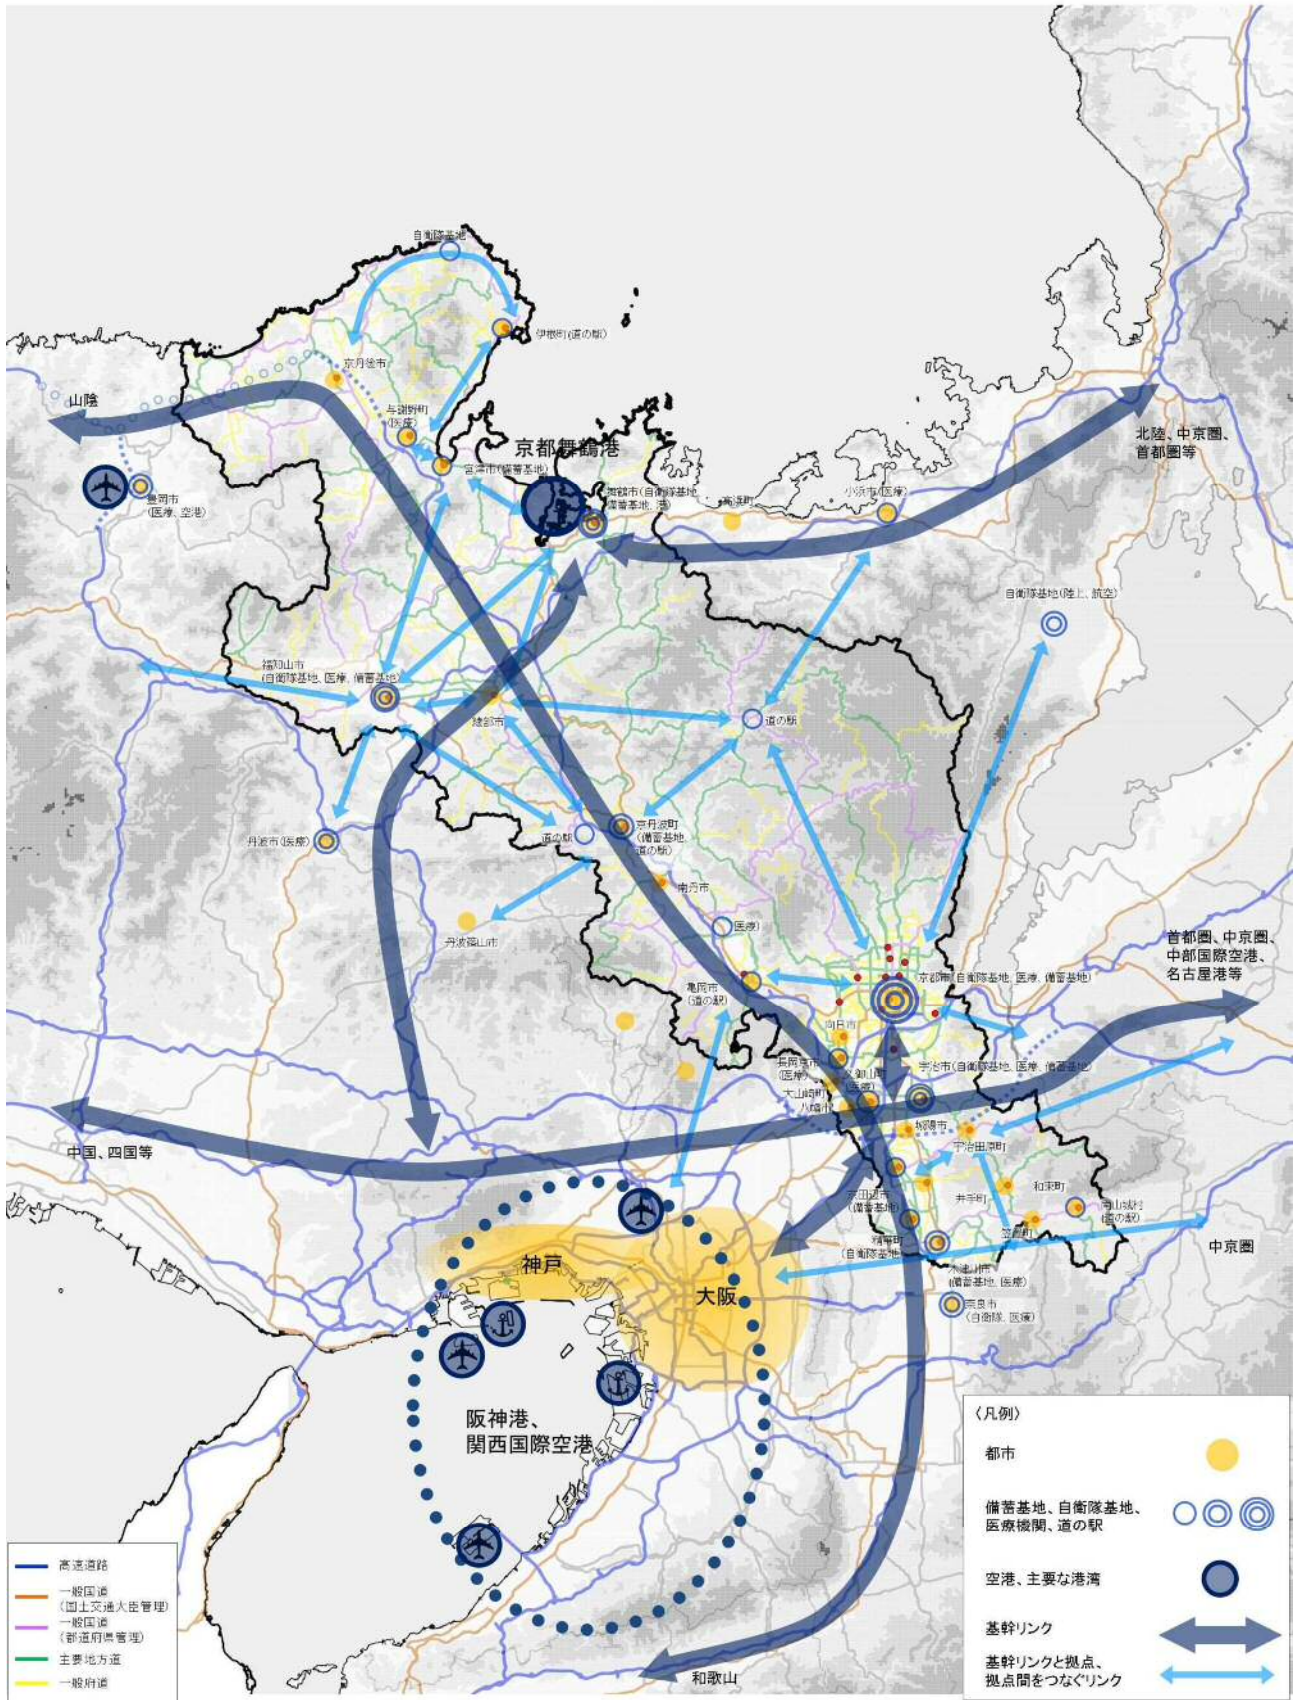 自衛隊基地
伊根町(道の駅)
京丹後市
山陰
与謝野町
(医療)
京都舞鶴港
宮津市(備蓄基地)
北陸、中京圏、
首都圏等
豊岡市
(医療、空港)
舞鶴市(自衛隊基地、
備蓄基地、港)
高浜町
小浜市(医療)
自衛隊基地(陸上、航空)
福知山市
(自衛隊基地、医療、備蓄基地)
綾部市
道の駅
丹波市(医療)
道の駅
京丹波町
(備蓄基地、
道の駅)
南丹市
丹波篠山市
(医療)
首都圏、中京圏、
中部国際空港、
名古屋港等
亀岡市
(道の駅)
京都市(自衛隊基地、医療、備蓄基地)
向日市
長岡京市
(医療)
久御山町
(医療)
宇治市(自衛隊基地、医療、備蓄基地)
大山崎町
八幡市
城陽市
宇治田原町
中国、四国等
京田辺市
(備蓄基地)
井手町
和束町
南山城村
(道の駅)
精華町
(自衛隊基地)
笠置町
中京圏
木津川市
(備蓄基地、医療)
奈良市
(自衛隊、医療)
神戸
大阪
阪神港、
関西国際空港
和歌山
〈凡例〉
都市
備蓄基地、自衛隊基地、
医療機関、道の駅
空港、主要な港湾
基幹リンク
基幹リンクと拠点、
拠点間をつなぐリンク
高速道路
一般国道
(国土交通大臣管理)
一般国道
(都道府県管理)
主要地方道
一般府道